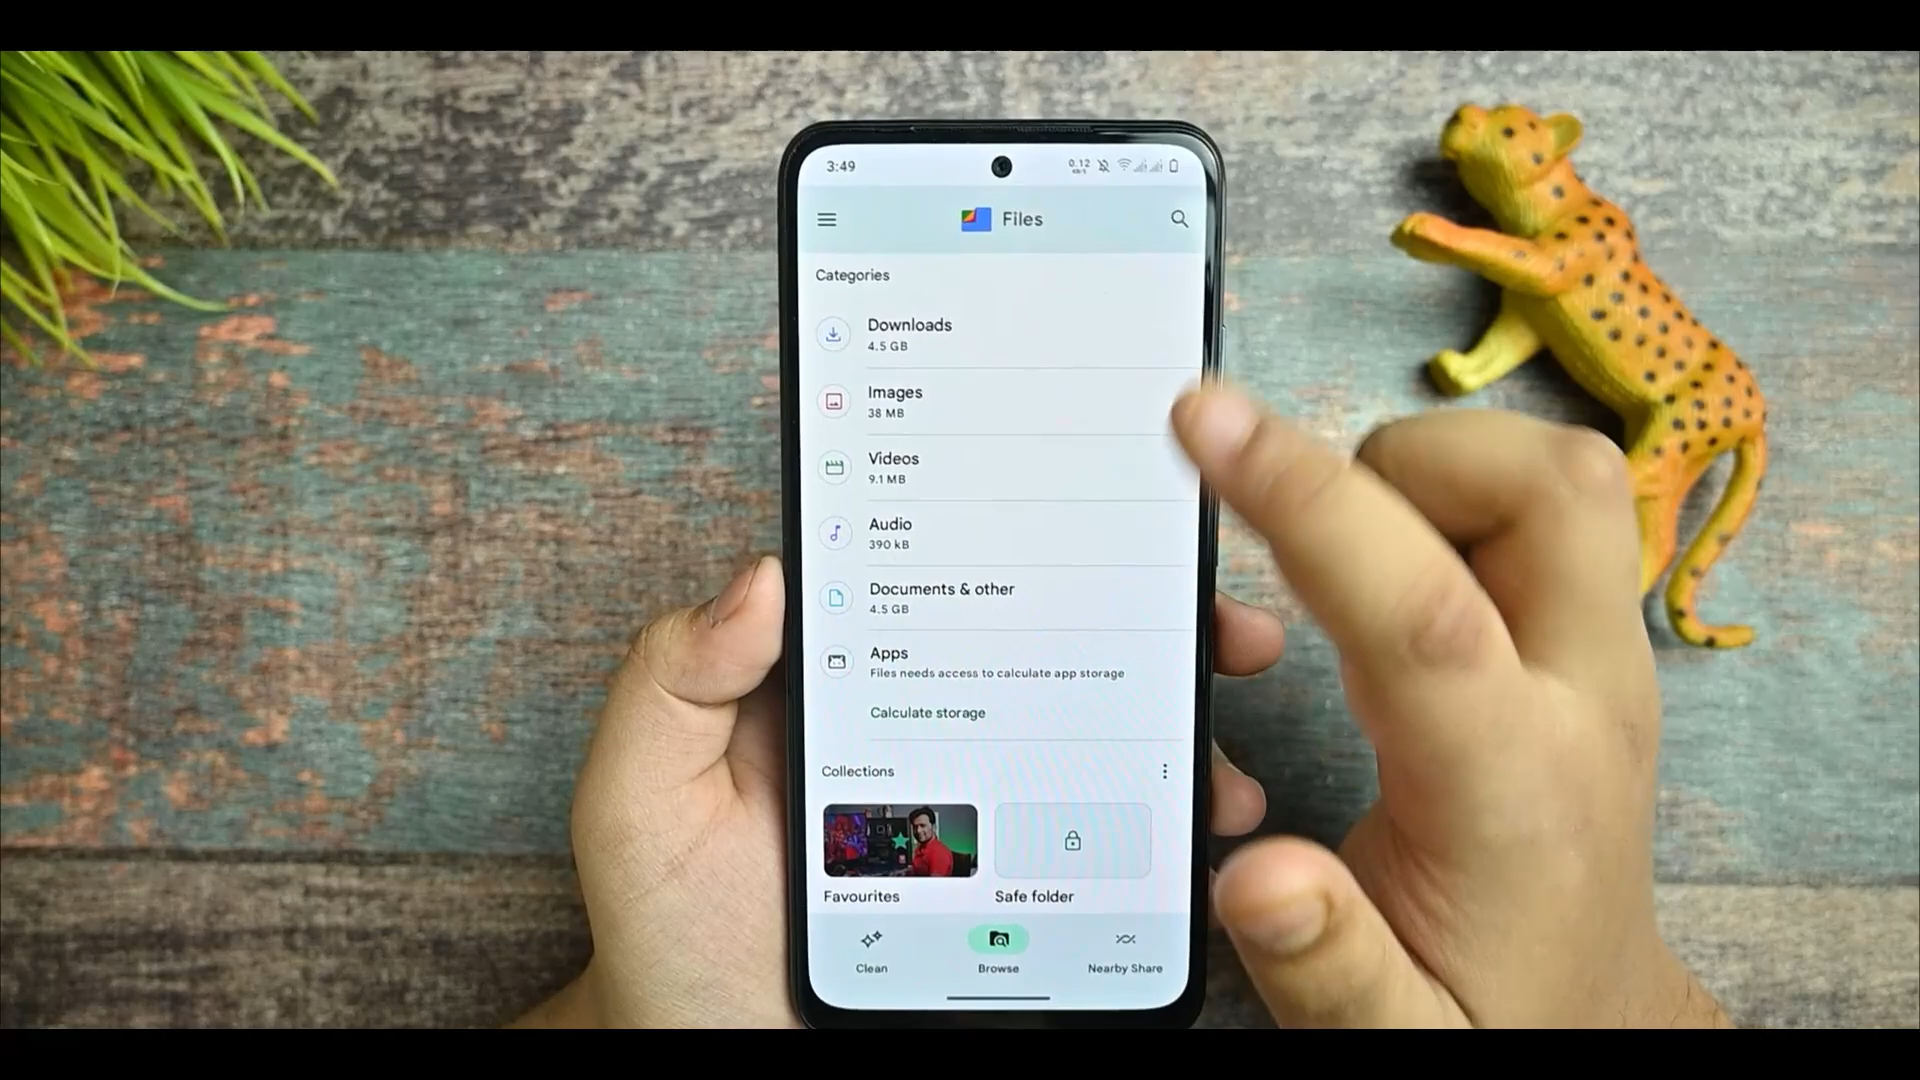 3:49
0.12
Files
Categories
Downloads
4.5 GB
Images
38 MB
Videos
9.1 MB
Audio
390 kB
Documents & other
4.5 GB
Apps
Files needs access to calculate app storage
Calculate storage
Collections
Favourites
Safe folder
Clean
Browse
Nearby Share